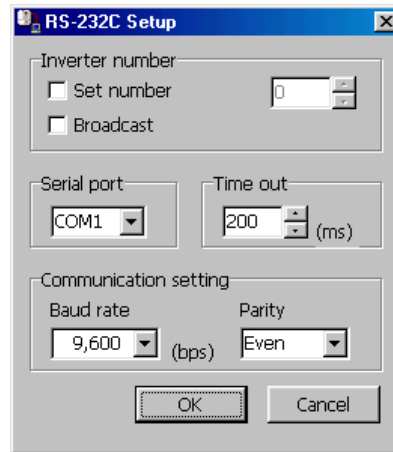 RS-232C Setup
Inverter number
Set number
0
Broadcast
Serial port
Time out
COM1
200
(ms)
Communication setting
Baud rate
Parity
9,600
(bps)
Even
OK
Cancel